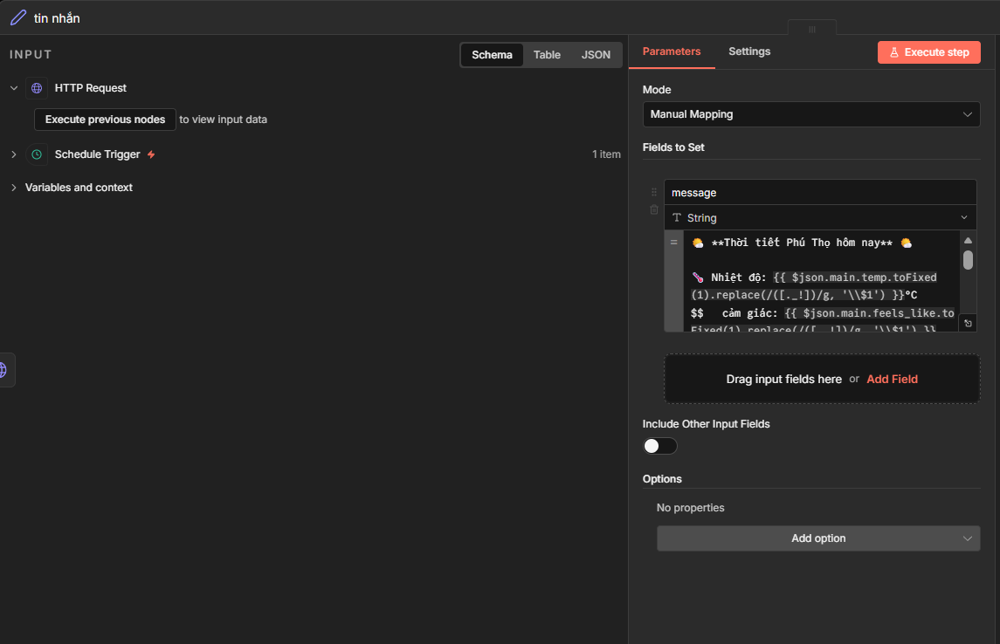 tin nhắn
INPUT
Schema
Table
JSON
HTTP Request
Execute previous nodes to view input data
Schedule Trigger
1 item
Variables and context
Parameters
Settings
Execute step
Mode
Manual Mapping
Fields to Set
message
T String
= 🌤️ **Thời tiết Phú Thọ hôm nay** 🌤️
🌡️ Nhiệt độ: {{ $json.main.temp.toFixed
(1).replace(/([._!])/g, '\\$1') }}°C
$$ cảm giác: {{ $json.main.feels_like.to
Fixed(1).replace(/([._!])/g, '\\$1') }}
Drag input fields here or Add Field
Include Other Input Fields
Options
No properties
Add option